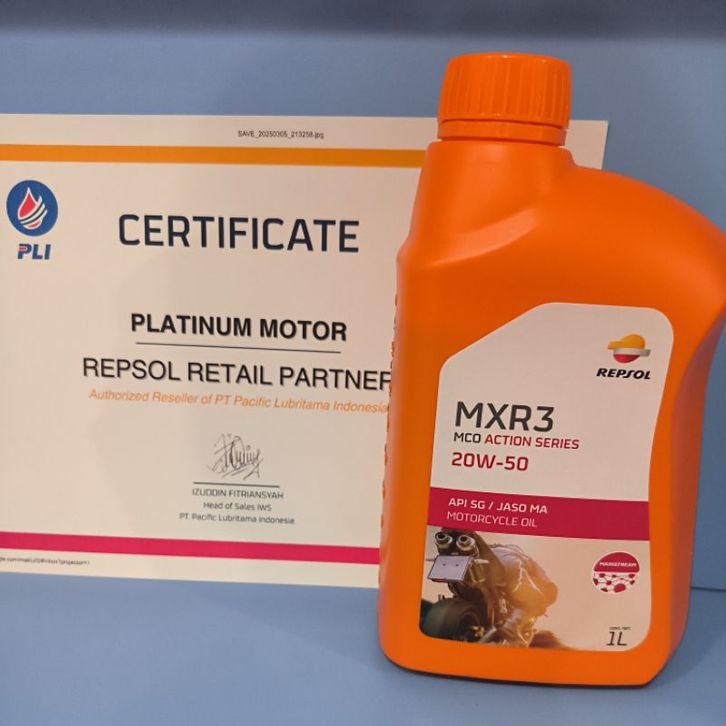 SAVE_20250305_213258.jpg
PLI
CERTIFICATE
PLATINUM MOTOR
REPSOL RETAIL PARTNER
Authorized Reseller of PT Pacific Lubritama Indonesia
IZUDDIN FITRIANSYAH
Head of Sales IWS
PT. Pacific Lubritama Indonesia
REPSOL
MXR3
MCO ACTION SERIES
20W-50
API SG / JASO MA
MOTORCYCLE OIL
MAINSTREAM
1L